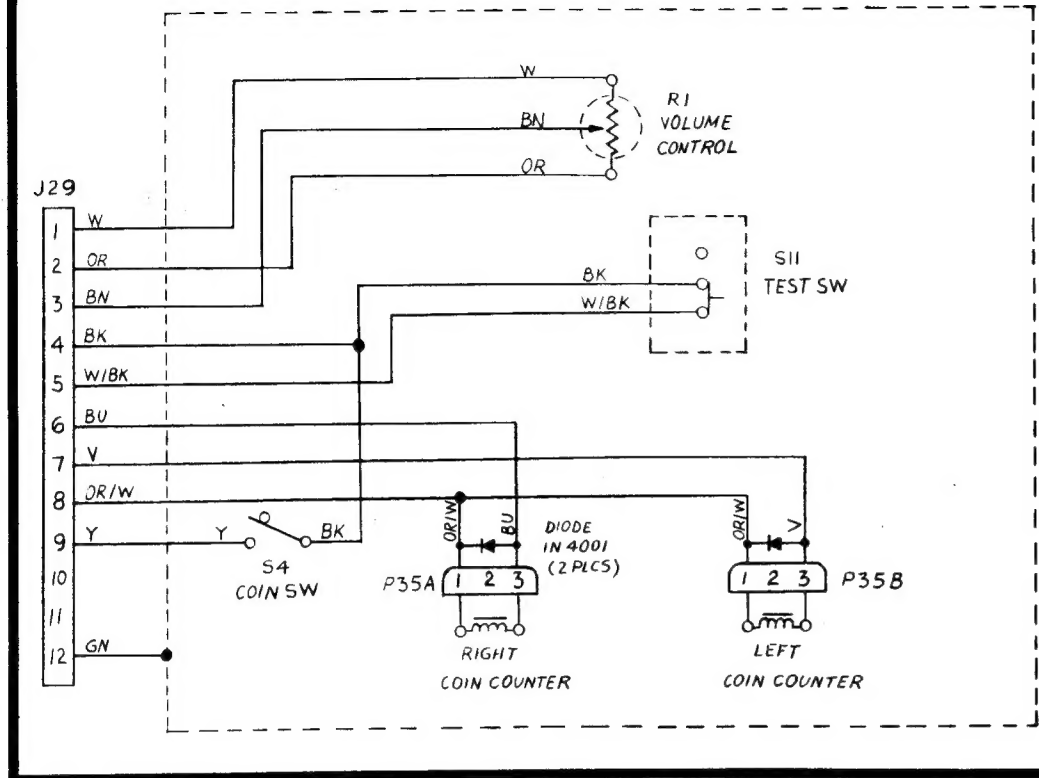 W
R1
VOLUME
CONTROL
BN
OR
J29
1 W
2 OR
3 BN
4 BK
5 W/BK
6 BU
7 V
8 OR/W
9 Y
10
11
12 GN
BK
W/BK
S11
TEST SW
Y
BK
S4
COIN SW
OR/W
BU
DIODE
IN 4001
(2 PLCS)
P35A
1 2 3
RIGHT
COIN COUNTER
OR/W
V
1 2 3
P35B
LEFT
COIN COUNTER